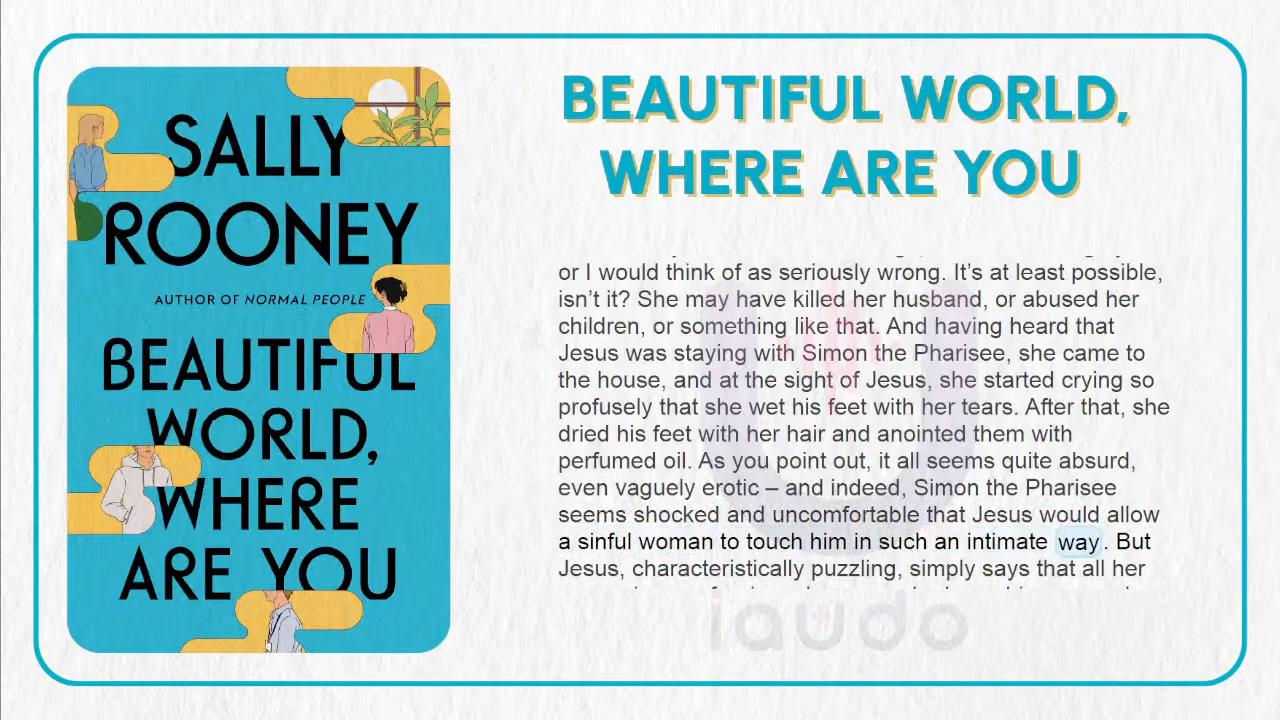 SALLY
ROONEY
AUTHOR OF NORMAL PEOPLE
BEAUTIFUL
WORLD,
WHERE
ARE YOU
BEAUTIFUL WORLD,
WHERE ARE YOU
or I would think of as seriously wrong. It’s at least possible,
isn’t it? She may have killed her husband, or abused her
children, or something like that. And having heard that
Jesus was staying with Simon the Pharisee, she came to
the house, and at the sight of Jesus, she started crying so
profusely that she wet his feet with her tears. After that, she
dried his feet with her hair and anointed them with
perfumed oil. As you point out, it all seems quite absurd,
even vaguely erotic – and indeed, Simon the Pharisee
seems shocked and uncomfortable that Jesus would allow
a sinful woman to touch him in such an intimate way. But
Jesus, characteristically puzzling, simply says that all her
iaudo